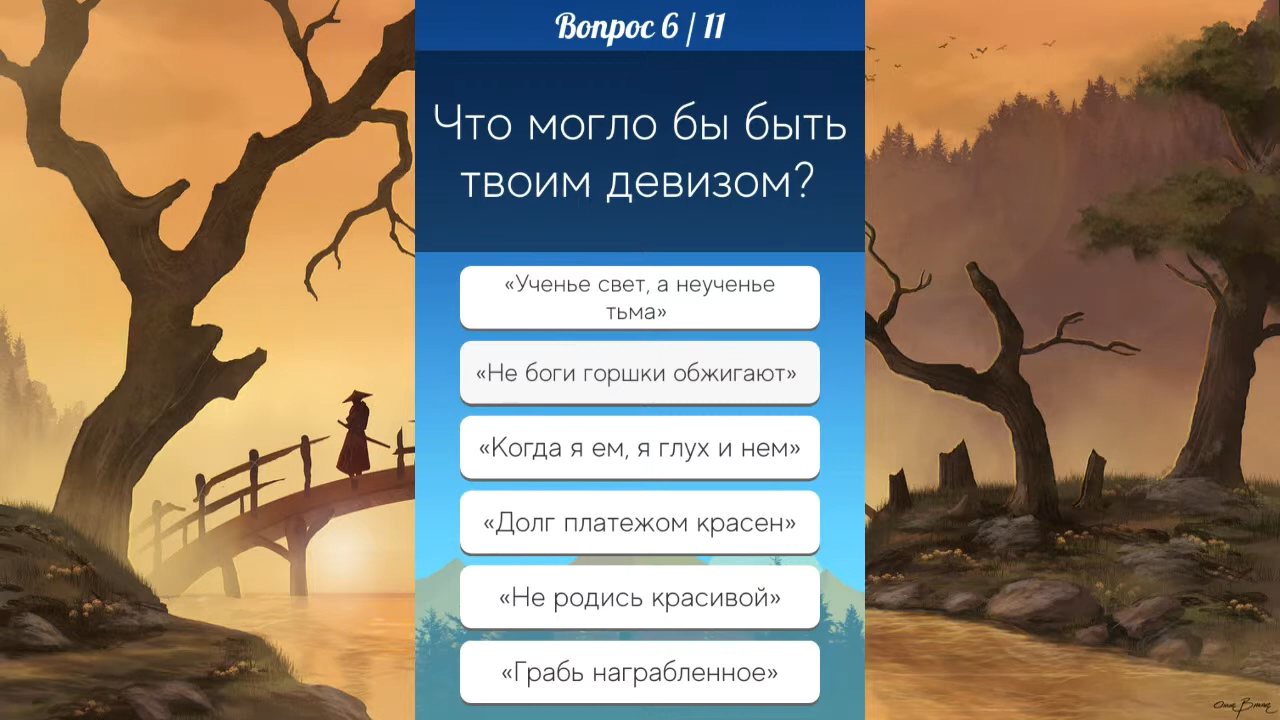 Вопрос 6 / 11
Что могло бы быть
твоим девизом?
«Ученье свет, а неученье
тьма»
«Не боги горшки обжигают»
«Когда я ем, я глух и нем»
«Долг платежом красен»
«Не родись красивой»
«Грабь награбленное»